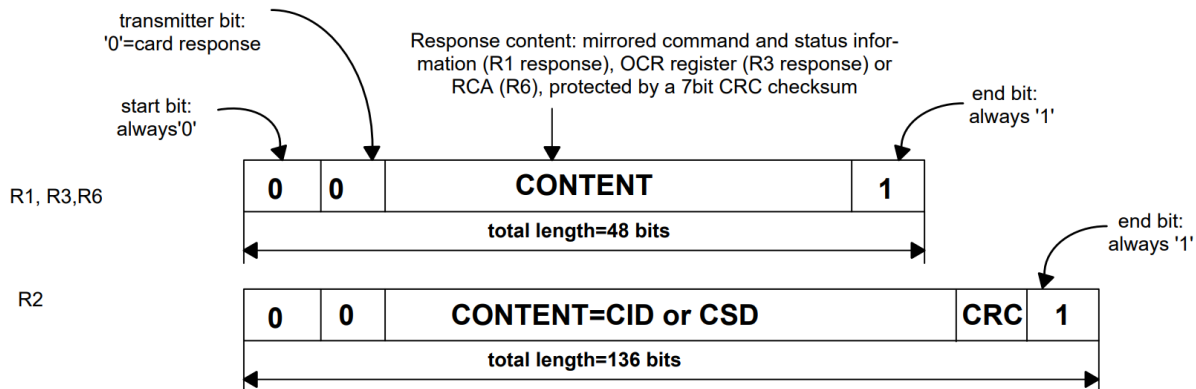 transmitter bit:
'0'=card response
Response content: mirrored command and status infor-
mation (R1 response), OCR register (R3 response) or
RCA (R6), protected by a 7bit CRC checksum
start bit:
always'0'
end bit:
always '1'
R1, R3,R6
0 0 CONTENT 1
total length=48 bits
end bit:
always '1'
R2
0 0 CONTENT=CID or CSD CRC 1
total length=136 bits